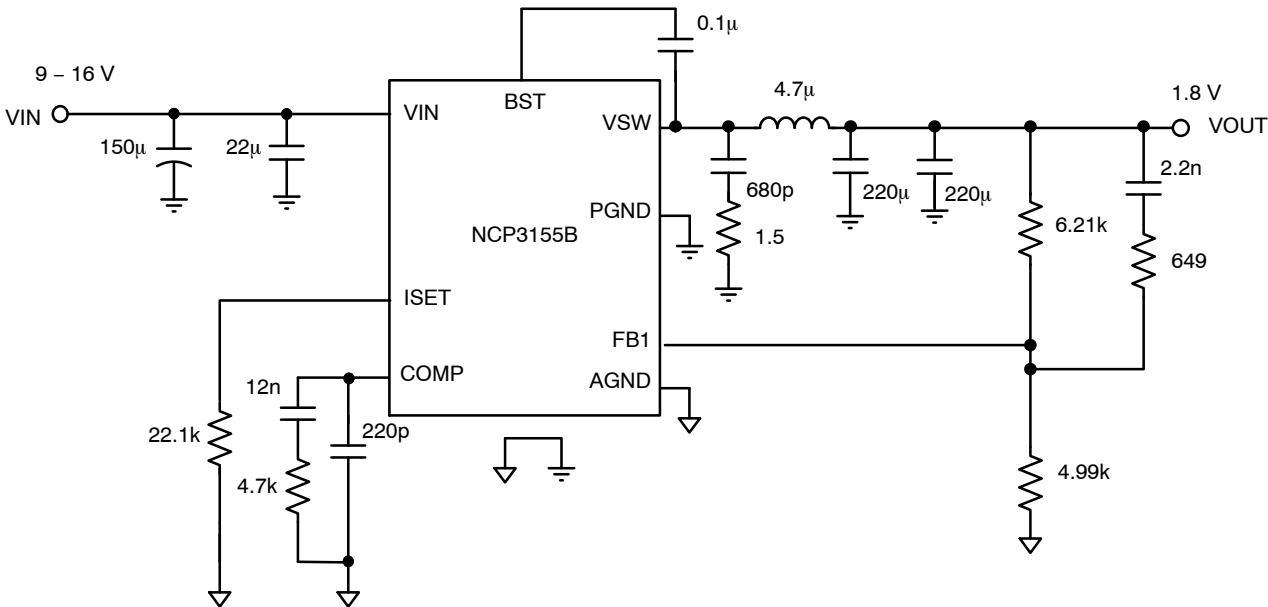 0.1μ
9 – 16 V
VIN
150μ
22μ
VIN
BST
VSW
4.7μ
1.8 V
VOUT
680p
1.5
220μ
220μ
2.2n
6.21k
649
PGND
NCP3155B
ISET
FB1
COMP
AGND
12n
220p
22.1k
4.7k
4.99k